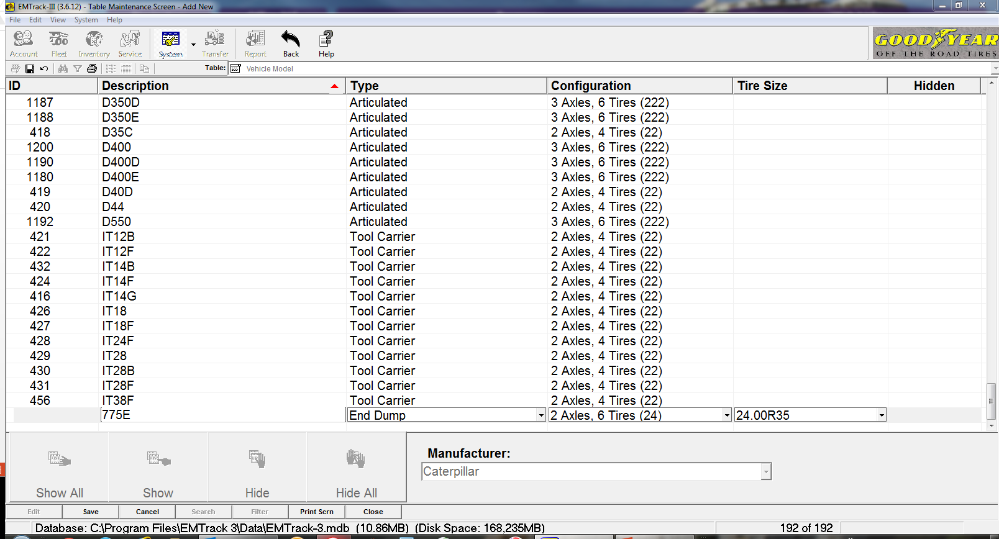 EMTrack-III (3.6.12) - Table Maintenance Screen - Add New
File Edit View System Help
Account Fleet Inventory Service System Transfer Report Back Help
GOODYEAR
OFF THE ROAD TIRES
Table: Vehicle Model
ID Description Type Configuration Tire Size Hidden
1187 D350D Articulated 3 Axles, 6 Tires (222)
1188 D350E Articulated 3 Axles, 6 Tires (222)
418 D35C Articulated 2 Axles, 4 Tires (22)
1200 D400 Articulated 3 Axles, 6 Tires (222)
1190 D400D Articulated 3 Axles, 6 Tires (222)
1180 D400E Articulated 3 Axles, 6 Tires (222)
419 D40D Articulated 2 Axles, 4 Tires (22)
420 D44 Articulated 2 Axles, 4 Tires (22)
1192 D550 Articulated 3 Axles, 6 Tires (222)
421 IT12B Tool Carrier 2 Axles, 4 Tires (22)
422 IT12F Tool Carrier 2 Axles, 4 Tires (22)
432 IT14B Tool Carrier 2 Axles, 4 Tires (22)
424 IT14F Tool Carrier 2 Axles, 4 Tires (22)
416 IT14G Tool Carrier 2 Axles, 4 Tires (22)
426 IT18 Tool Carrier 2 Axles, 4 Tires (22)
427 IT18F Tool Carrier 2 Axles, 4 Tires (22)
428 IT24F Tool Carrier 2 Axles, 4 Tires (22)
429 IT28 Tool Carrier 2 Axles, 4 Tires (22)
430 IT28B Tool Carrier 2 Axles, 4 Tires (22)
431 IT28F Tool Carrier 2 Axles, 4 Tires (22)
456 IT38F Tool Carrier 2 Axles, 4 Tires (22)
775E End Dump 2 Axles, 6 Tires (24) 24.00R35
Manufacturer:
Caterpillar
Show All Show Hide Hide All
Edit Save Cancel Search Filter Print Scrn Close
Database: C:\Program Files\EMTrack 3\Data\EMTrack-3.mdb (10.86MB) (Disk Space: 168,235MB) 192 of 192